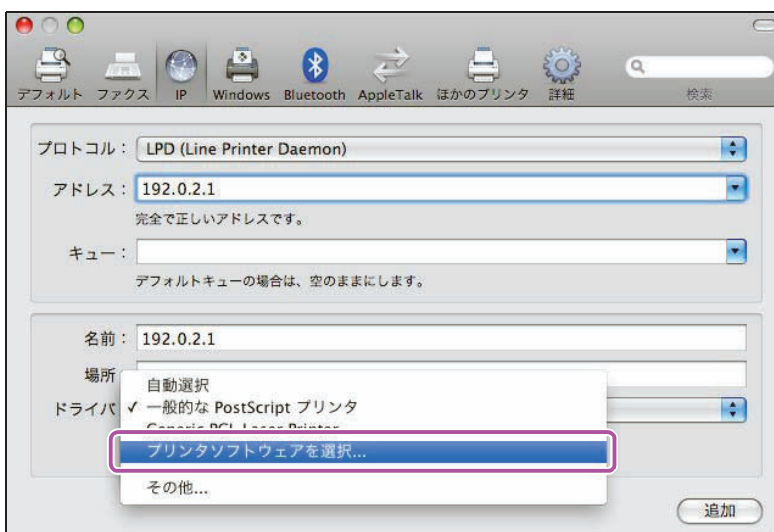 デフォルト ファクス IP Windows Bluetooth AppleTalk ほかのプリンタ 詳細 検索
プロトコル： LPD (Line Printer Daemon)
アドレス： 192.0.2.1
完全で正しいアドレスです。
キュー：
デフォルトキューの場合は、空のままにします。
名前： 192.0.2.1
場所
自動選択
ドライバ ✓ 一般的な PostScript プリンタ
Generic PCL Laser Printer
プリンタソフトウェアを選択...
その他...
追加